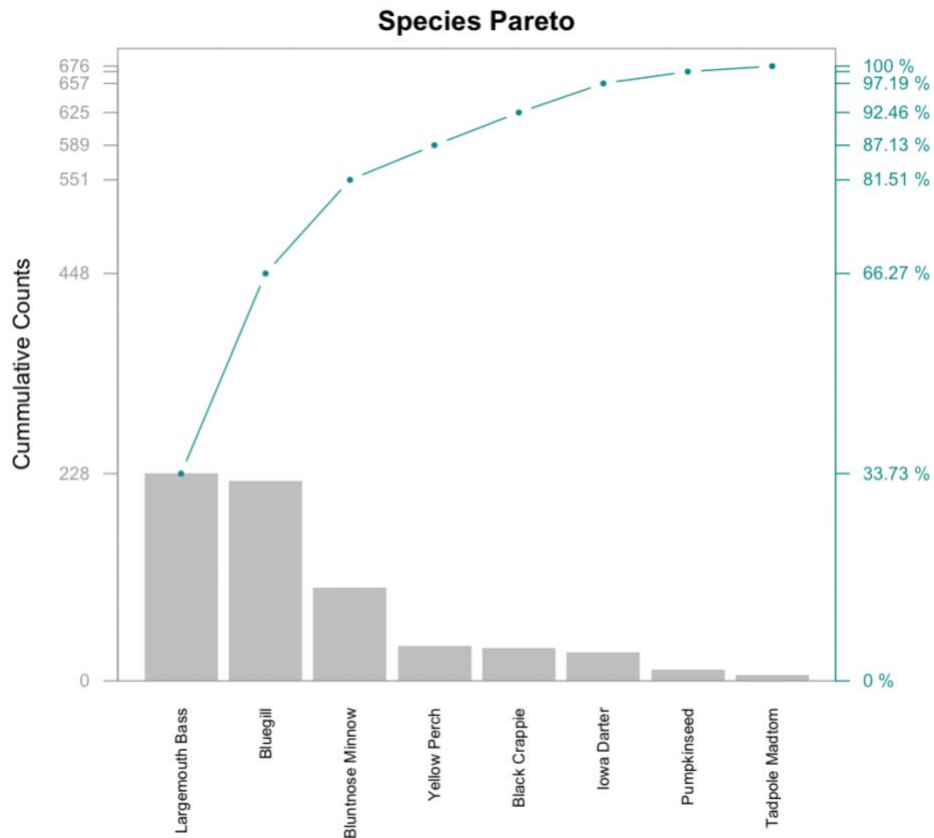 Species Pareto
Cummulative Counts
676
657
625
589
551
448
228
0
100 %
97.19 %
92.46 %
87.13 %
81.51 %
66.27 %
33.73 %
0 %
Largemouth Bass
Bluegill
Bluntnose Minnow
Yellow Perch
Black Crappie
Iowa Darter
Pumpkinseed
Tadpole Madtom